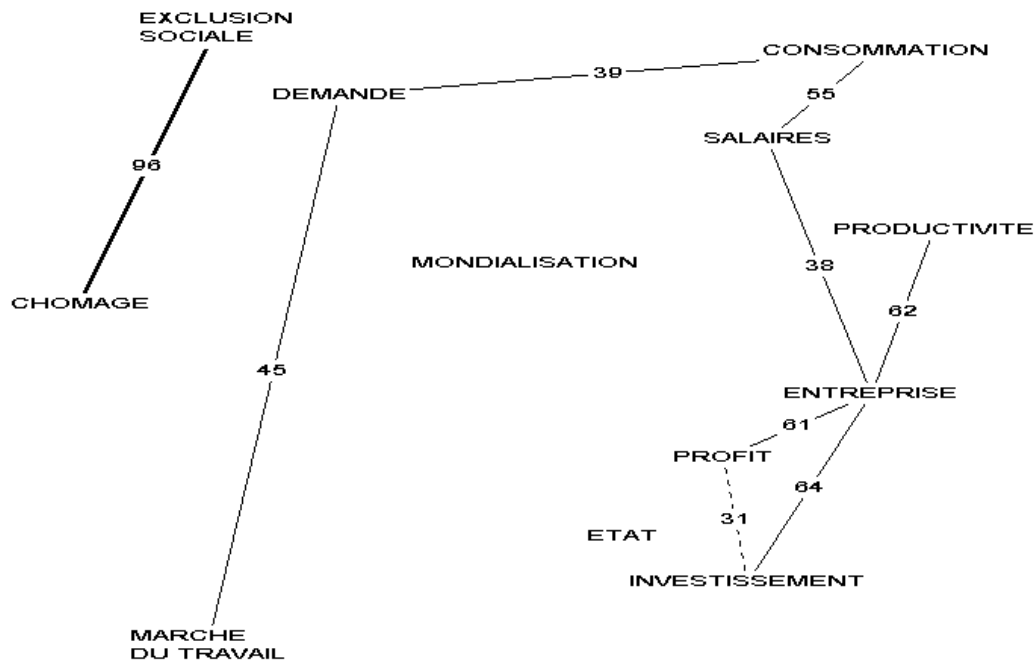 EXCLUSION
SOCIALE
CONSOMMATION
39
DEMANDE
55
SALAIRES
96
PRODUCTIVITE
MONDIALISATION
38
CHOMAGE
62
45
ENTREPRISE
61
PROFIT
64
31
ETAT
INVESTISSEMENT
MARCHE
DU TRAVAIL